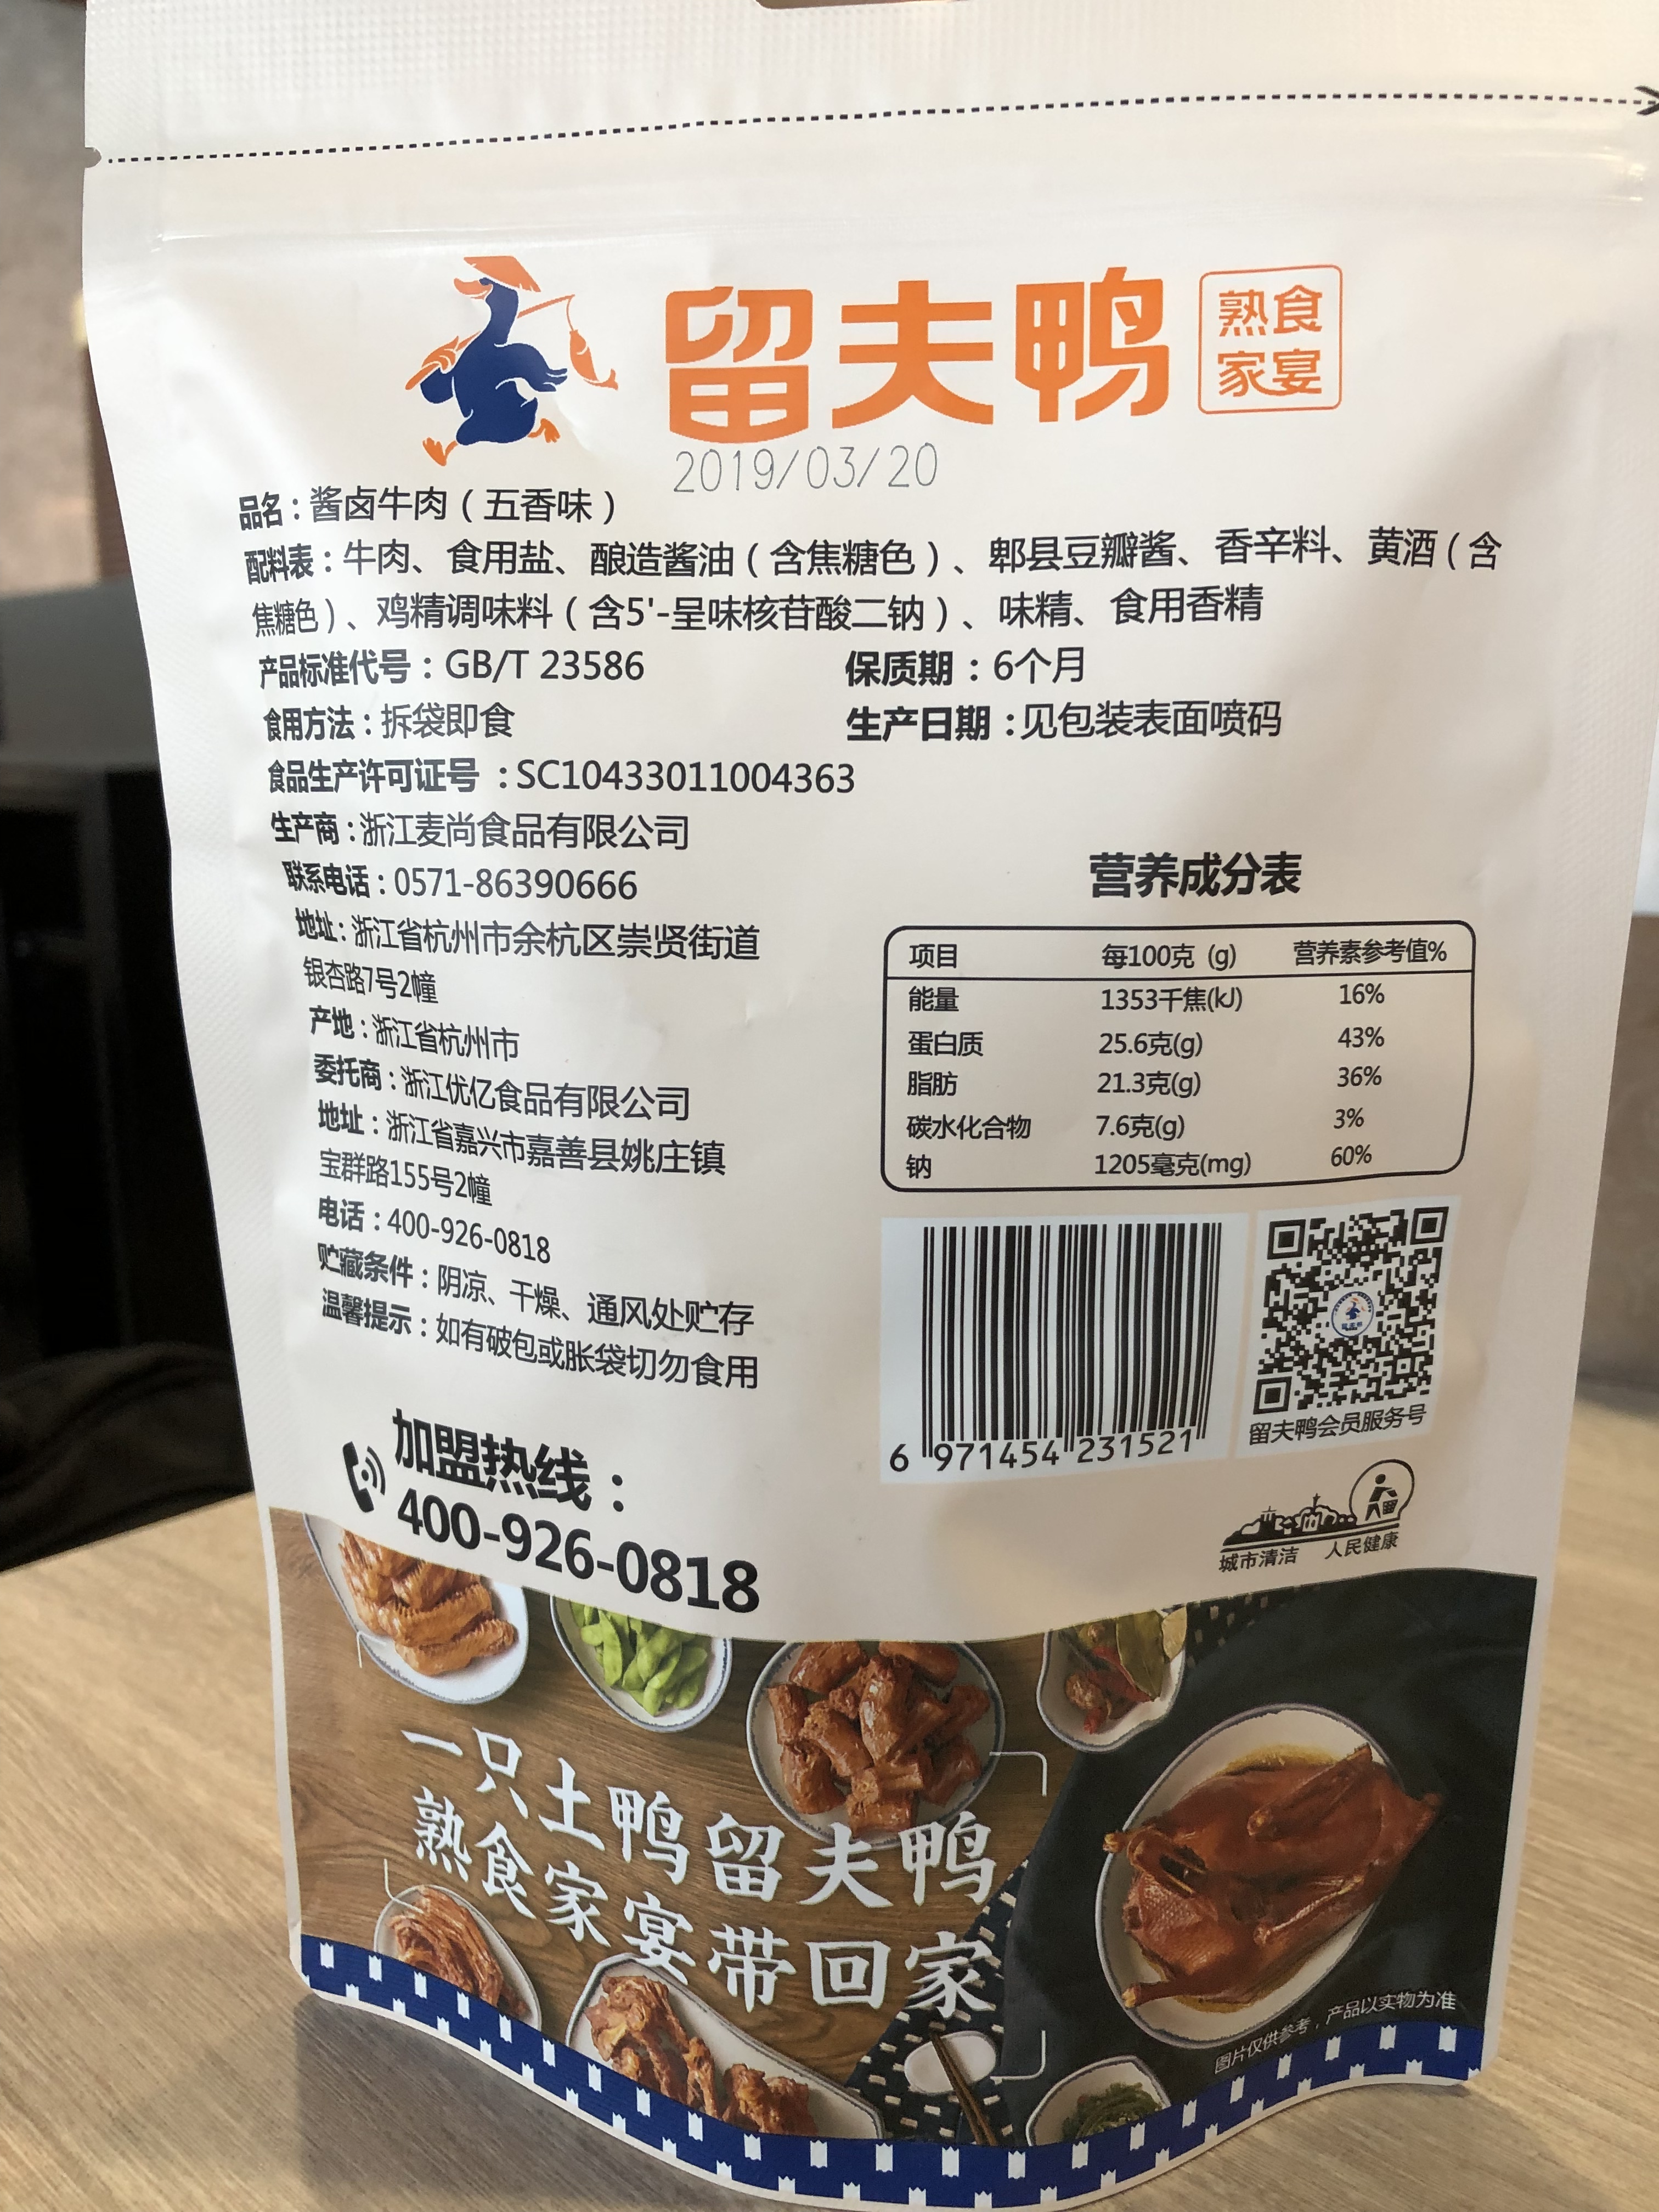 留夫鸭
熟食
家宴
2019/03/20
品名：酱卤牛肉（五香味）
配料表：牛肉、食用盐、酿造酱油（含焦糖色）、郫县豆瓣酱、香辛料、黄酒（含
焦糖色）、鸡精调味料（含5'-呈味核苷酸二钠）、味精、食用香精
产品标准代号：GB/T 23586 保质期：6个月
食用方法：拆袋即食 生产日期：见包装表面喷码
食品生产许可证号：SC10433011004363
生产商：浙江麦尚食品有限公司
联系电话：0571-86390666
地址：浙江省杭州市余杭区崇贤街道
银杏路7号2幢
产地：浙江省杭州市
委托商：浙江优亿食品有限公司
地址：浙江省嘉兴市嘉善县姚庄镇
宝群路155号2幢
电话：400-926-0818
贮藏条件：阴凉、干燥、通风处贮存
温馨提示：如有破包或胀袋切勿食用
加盟热线：
400-926-0818
营养成分表
项目 每100克 (g) 营养素参考值%
能量 1353千焦(kJ) 16%
蛋白质 25.6克(g) 43%
脂肪 21.3克(g) 36%
碳水化合物 7.6克(g) 3%
钠 1205毫克(mg) 60%
6 971454 231521
留夫鸭会员服务号
城市清洁 人民健康
一只土鸭留夫鸭
熟食家宴带回家
图片仅供参考，产品以实物为准